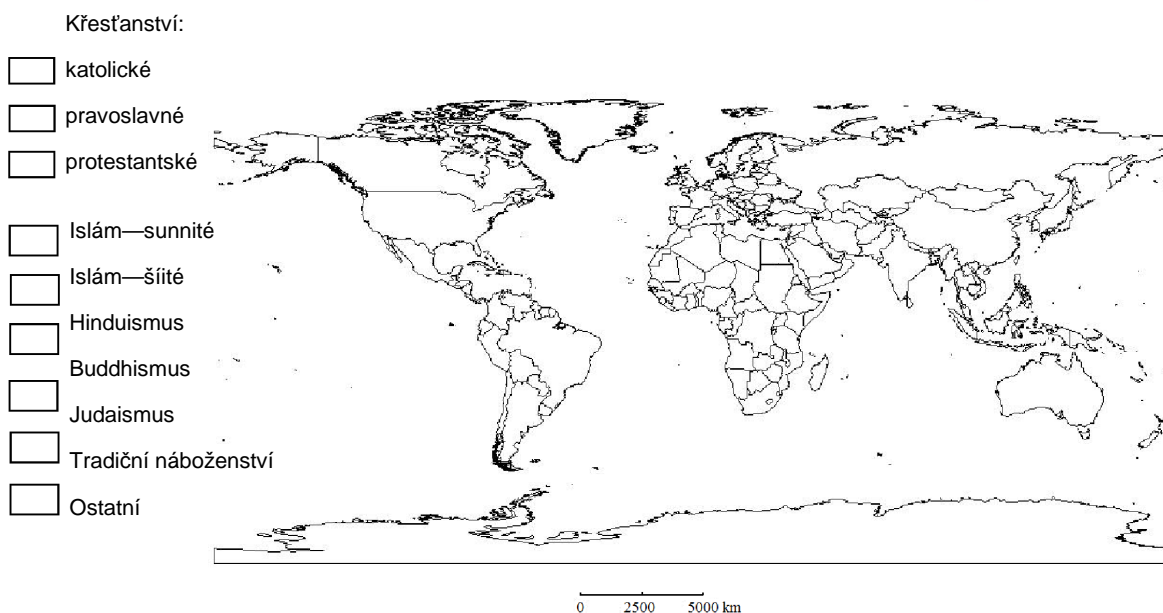 Křesťanství:
katolické
pravoslavné
protestantské
Islám—sunnité
Islám—šíité
Hinduismus
Buddhismus
Judaismus
Tradiční náboženství
Ostatní
0 2500 5000 km